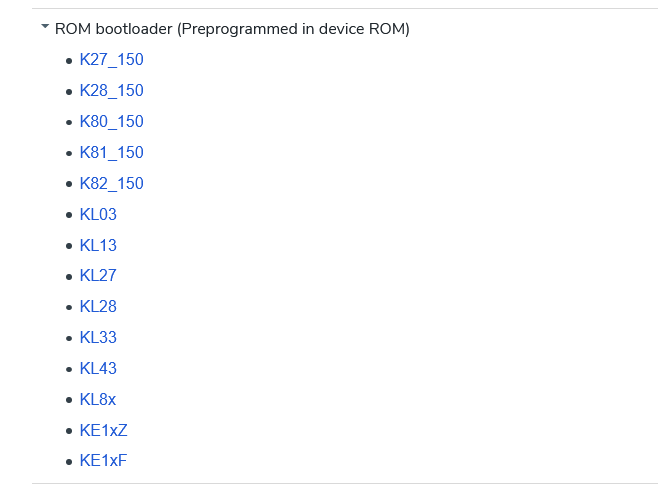 ROM bootloader (Preprogrammed in device ROM)
K27_150
K28_150
K80_150
K81_150
K82_150
KL03
KL13
KL27
KL28
KL33
KL43
KL8x
KE1xZ
KE1xF